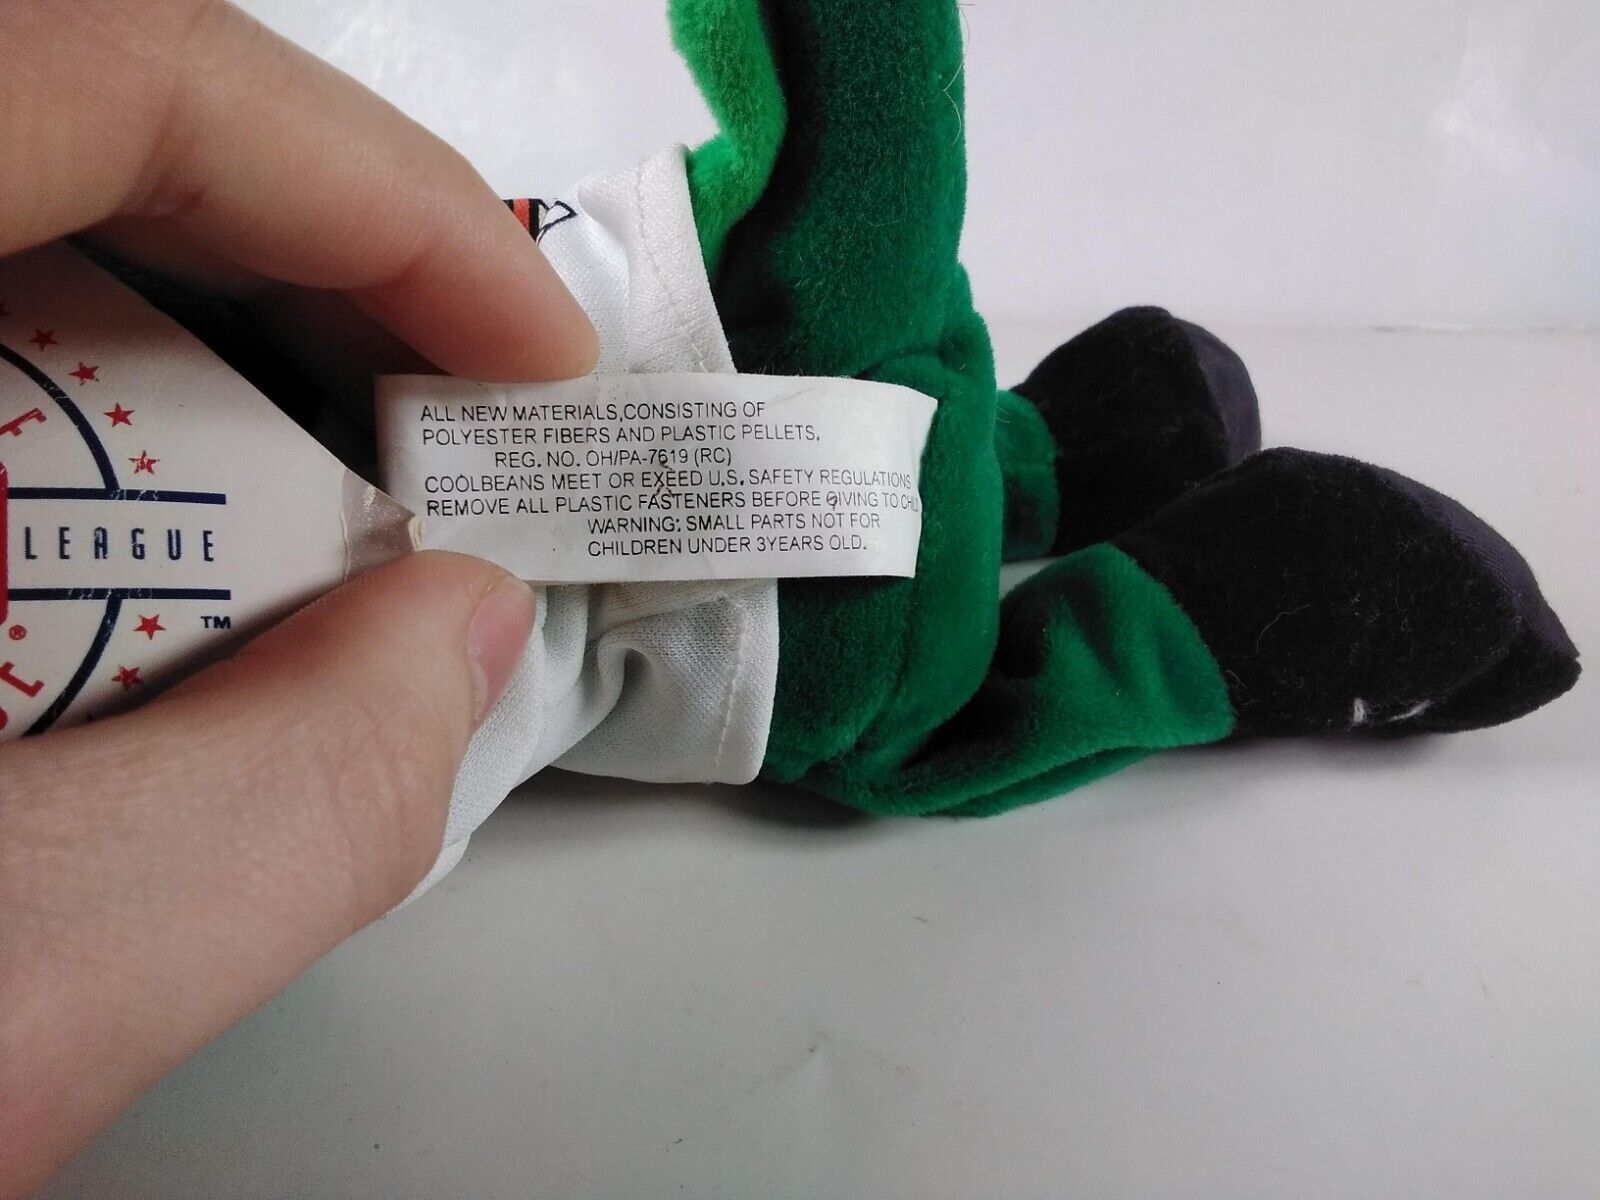 ALL NEW MATERIALS,CONSISTING OF
POLYESTER FIBERS AND PLASTIC PELLETS.
REG. NO. OH/PA-7619 (RC)
COOLBEANS MEET OR EXEED U.S. SAFETY REGULATIONS
REMOVE ALL PLASTIC FASTENERS BEFORE GIVING TO
WARNING: SMALL PARTS NOT FOR
CHILDREN UNDER 3YEARS OLD.
LEAGUE
TM
®